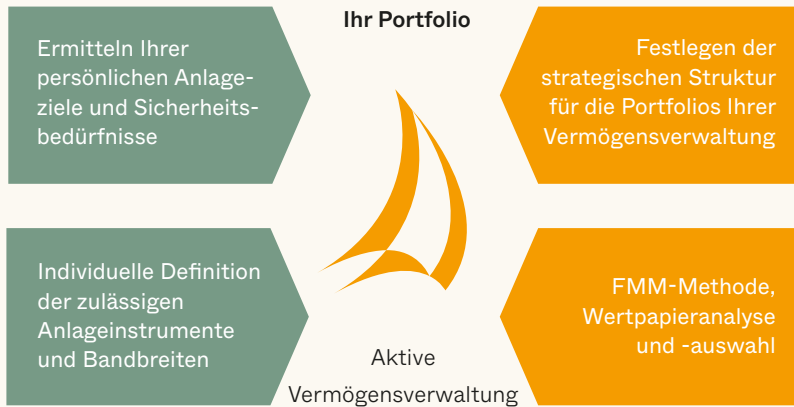 Ihr Portfolio
Ermitteln Ihrer
persönlichen Anlage-
ziele und Sicherheits-
bedürfnisse
Festlegen der
strategischen Struktur
für die Portfolios Ihrer
Vermögensverwaltung
Individuelle Definition
der zulässigen
Anlageinstrumente
und Bandbreiten
FMM-Methode,
Wertpapieranalyse
und -auswahl
Aktive
Vermögensverwaltung